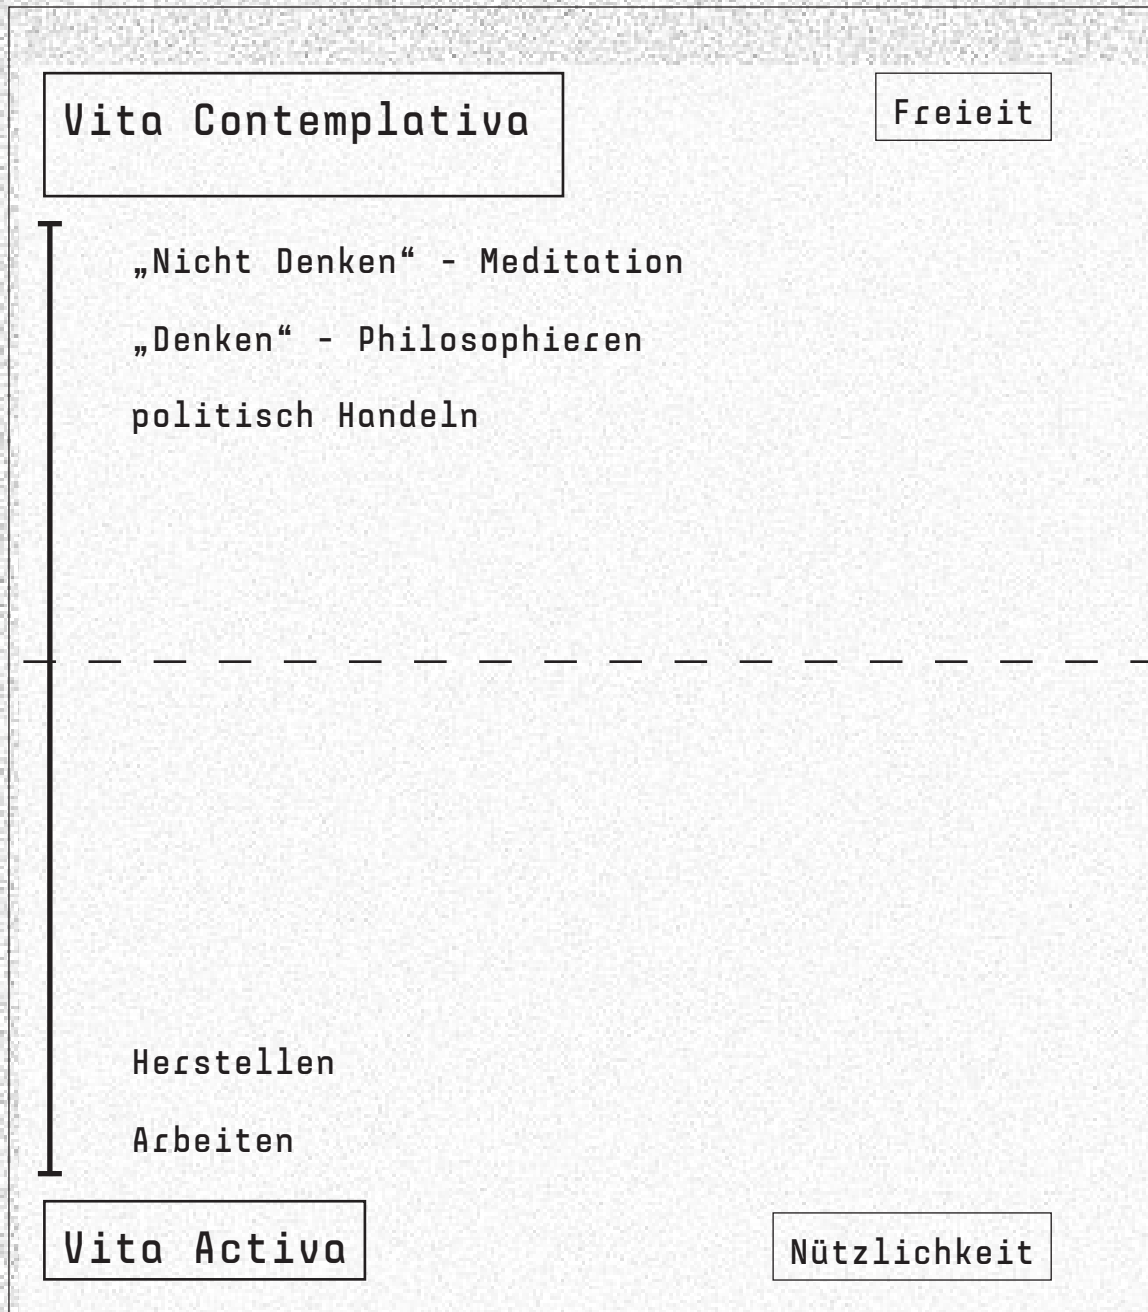 Vita Contemplativa
Freieit
„Nicht Denken“ - Meditation
„Denken“ - Philosophieren
politisch Handeln
Herstellen
Arbeiten
Vita Activa
Nützlichkeit